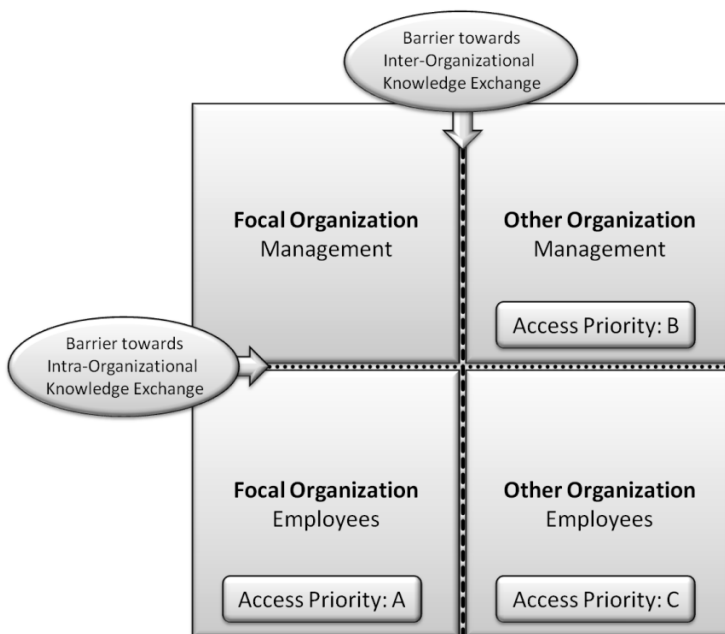 Barrier towards
Inter-Organizational
Knowledge Exchange
Focal Organization
Management
Other Organization
Management
Access Priority: B
Barrier towards
Intra-Organizational
Knowledge Exchange
Focal Organization
Employees
Access Priority: A
Other Organization
Employees
Access Priority: C